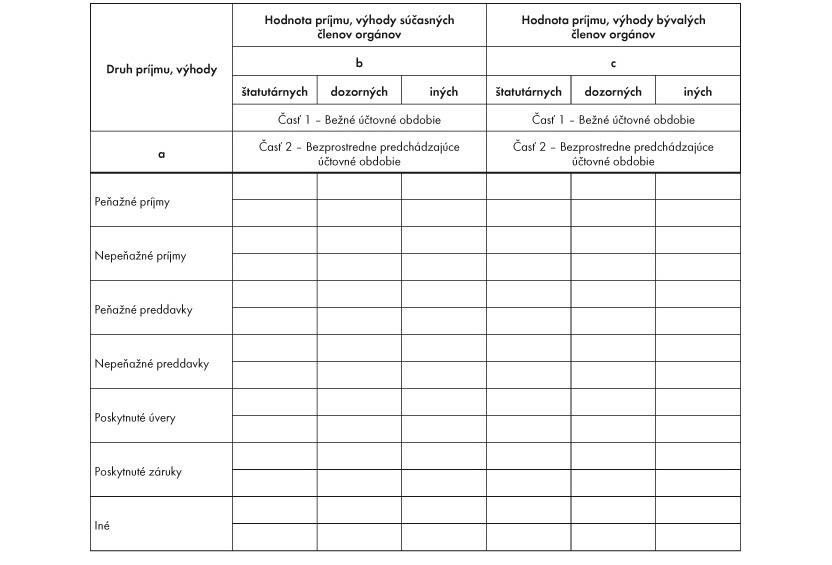 Druh príjmu, výhody
Hodnota príjmu, výhody súčasných
členov orgánov
Hodnota príjmu, výhody bývalých
členov orgánov
b
c
štatutárnych
dozorných
iných
štatutárnych
dozorných
iných
Časť 1 – Bežné účtovné obdobie
Časť 1 – Bežné účtovné obdobie
a
Časť 2 – Bezprostredne predchádzajúce
účtovné obdobie
Časť 2 – Bezprostredne predchádzajúce
účtovné obdobie
Peňažné príjmy
Nepeňažné príjmy
Peňažné preddavky
Nepeňažné preddavky
Poskytnuté úvery
Poskytnuté záruky
Iné